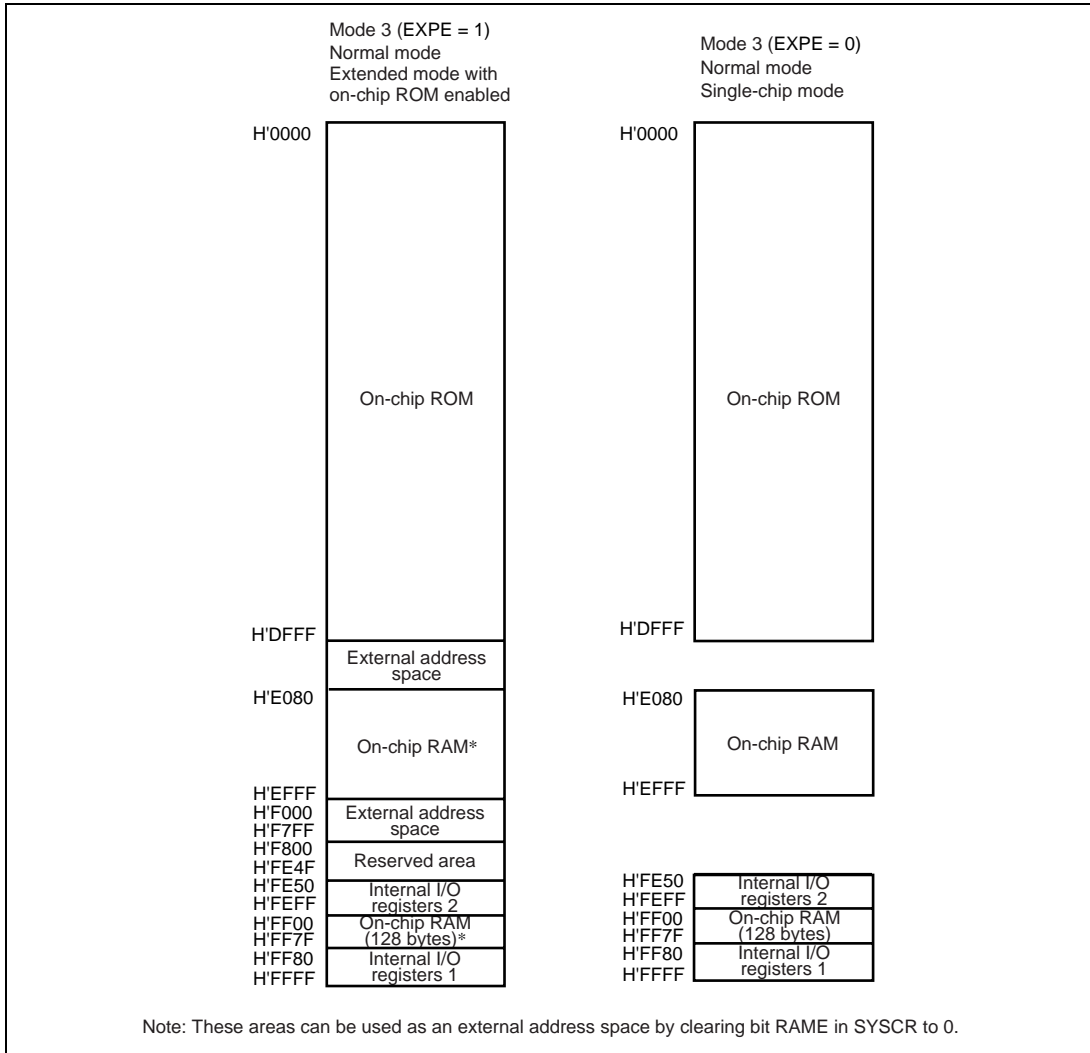 Mode 3 (EXPE = 1)
Normal mode
Extended mode with
on-chip ROM enabled
H'0000
On-chip ROM
H'DFFF
External address
space
H'E080
On-chip RAM*
H'EFFF
H'F000
External address
space
H'F7FF
H'F800
Reserved area
H'FE4F
H'FE50
Internal I/O
registers 2
H'FEFF
H'FF00
On-chip RAM
(128 bytes)*
H'FF7F
H'FF80
Internal I/O
registers 1
H'FFFF
Mode 3 (EXPE = 0)
Normal mode
Single-chip mode
H'0000
On-chip ROM
H'DFFF
H'E080
On-chip RAM
H'EFFF
H'FE50
Internal I/O
registers 2
H'FEFF
H'FF00
On-chip RAM
(128 bytes)
H'FF7F
H'FF80
Internal I/O
registers 1
H'FFFF
Note: These areas can be used as an external address space by clearing bit RAME in SYSCR to 0.